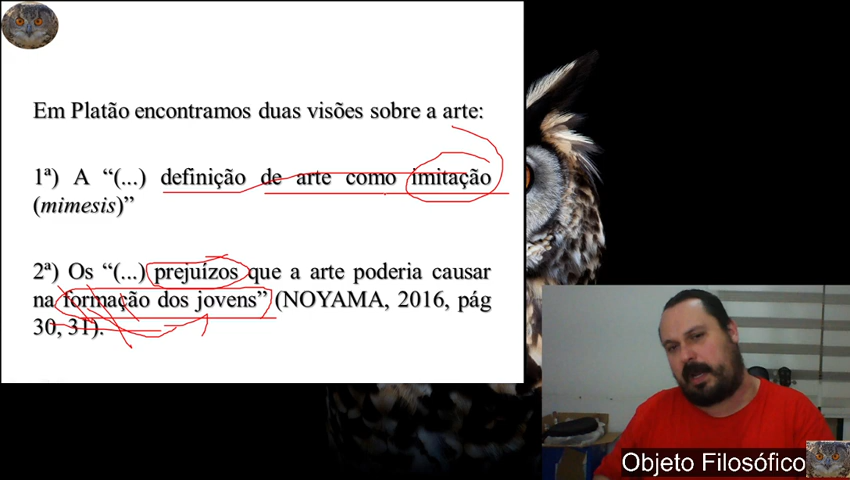 Em Platão encontramos duas visões sobre a arte:
1ª) A “(...) definição de arte como imitação
(mimesis)”
2ª) Os “(...) prejuízos que a arte poderia causar
na formação dos jovens” (NOYAMA, 2016, pág
30, 31).
Objeto Filosófico